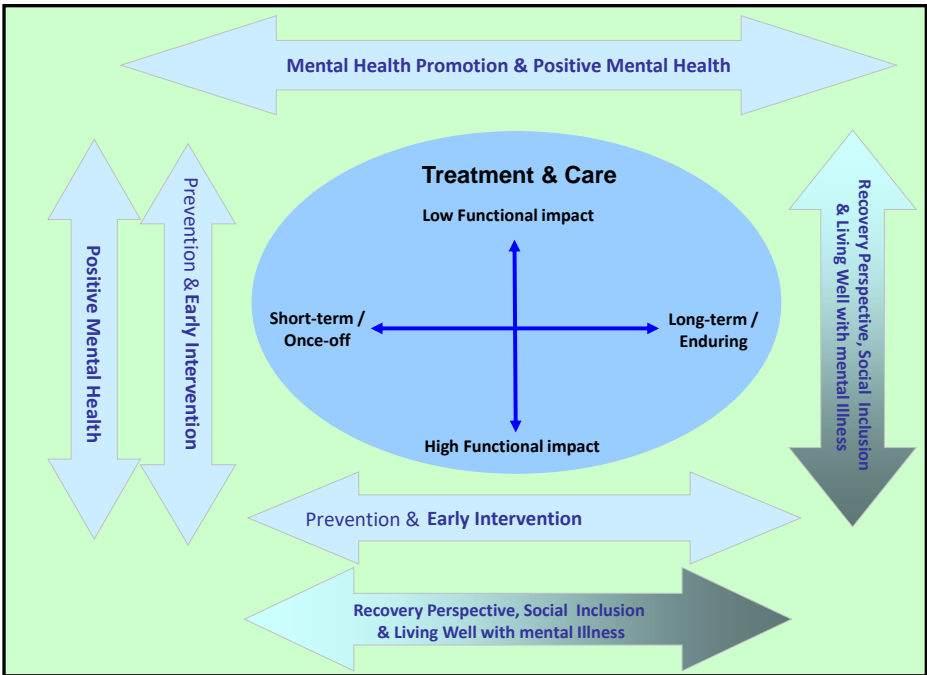 Mental Health Promotion & Positive Mental Health
Treatment & Care
Low Functional impact
Short-term /
Once-off
Long-term /
Enduring
High Functional impact
Positive Mental Health
Prevention & Early Intervention
Recovery Perspective, Social Inclusion
& Living Well with mental Illness
Prevention & Early Intervention
Recovery Perspective, Social Inclusion
& Living Well with mental Illness